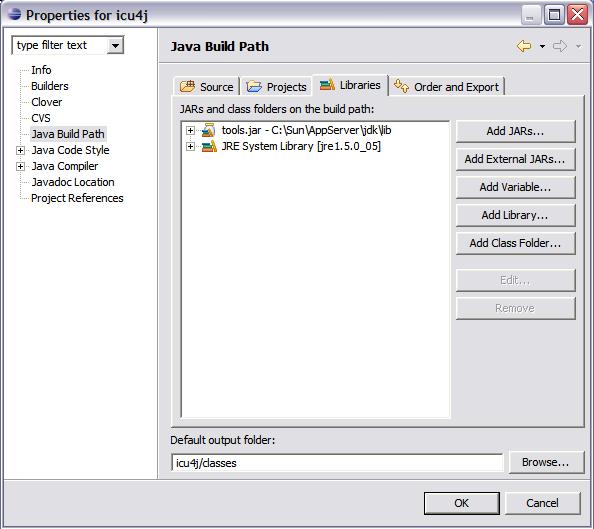 Properties for icu4j
type filter text
Info
Builders
Clover
CVS
Java Build Path
Java Code Style
Java Compiler
Javadoc Location
Project References
Java Build Path
Source
Projects
Libraries
Order and Export
JARs and class folders on the build path:
tools.jar - C:\Sun\AppServer\jdk\lib
JRE System Library [jre1.5.0_05]
Add JARs...
Add External JARs...
Add Variable...
Add Library...
Add Class Folder...
Edit...
Remove
Default output folder:
icu4j/classes
Browse...
OK
Cancel